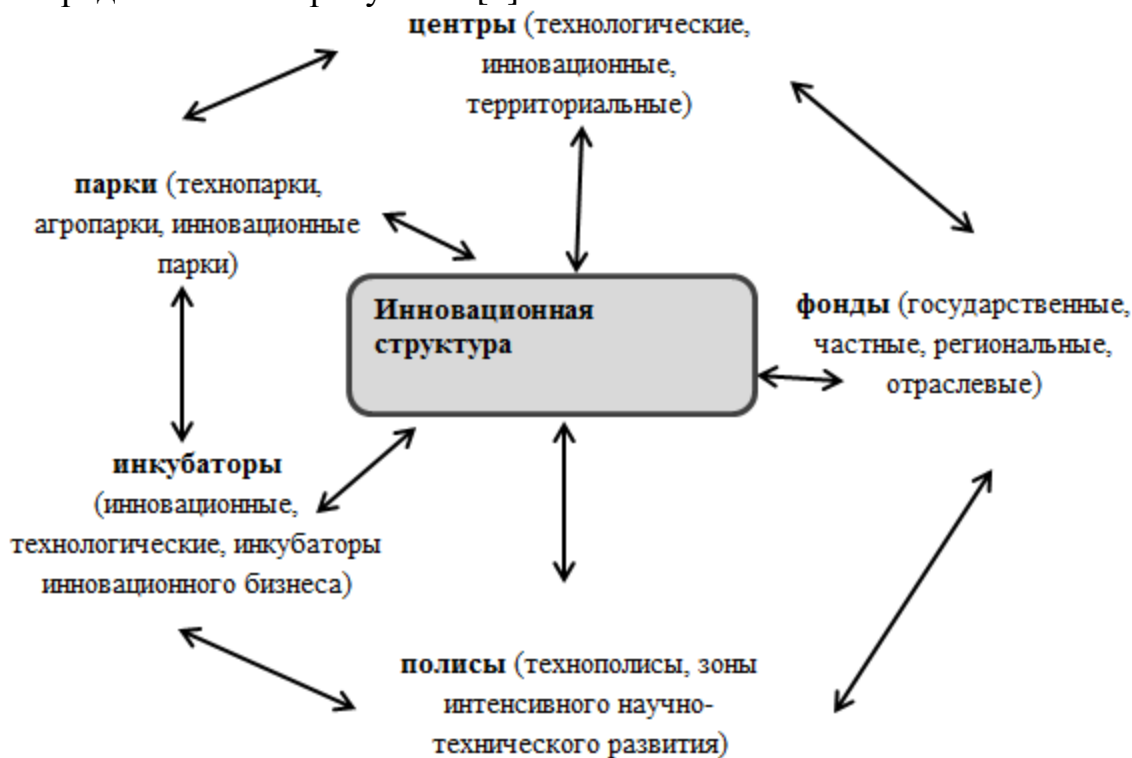 центры (технологические,
инновационные,
территориальные)
парки (технопарки,
агропарки, инновационные
парки)
Инновационная
структура
фонды (государственные,
частные, региональные,
отраслевые)
инкубаторы
(инновационные,
технологические, инкубаторы
инновационного бизнеса)
полисы (технополисы, зоны
интенсивного научно-
технического развития)